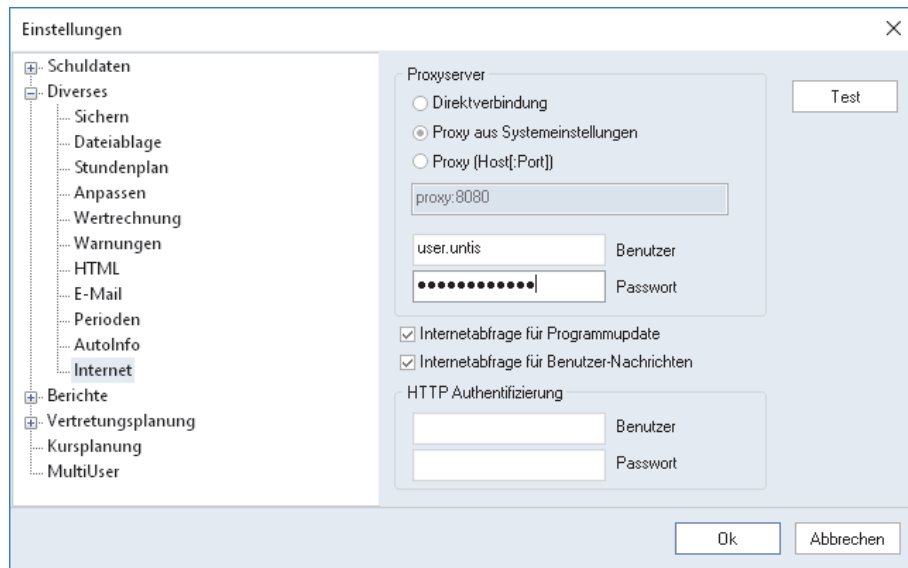 Einstellungen
Schuldaten
Diverses
Sichern
Dateiablage
Stundenplan
Anpassen
Wertrechnung
Warnungen
HTML
E-Mail
Perioden
AutoInfo
Internet
Berichte
Vertretungsplanung
Kursplanung
MultiUser
Proxyserver
Direktverbindung
Proxy aus Systemeinstellungen
Proxy (Host[:Port])
proxy:8080
user.untis Benutzer
●●●●●●●●●●●● Passwort
Internetabfrage für Programmupdate
Internetabfrage für Benutzer-Nachrichten
HTTP Authentifizierung
Benutzer
Passwort
Test
Ok Abbrechen